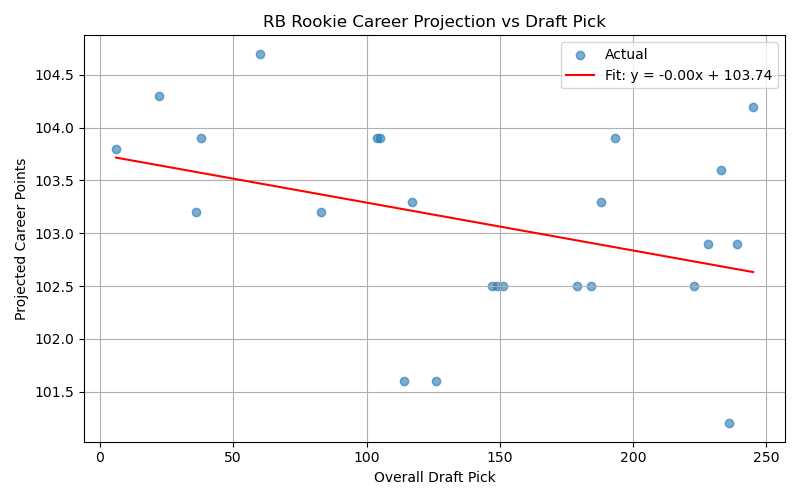 RB Rookie Career Projection vs Draft Pick
Actual
Fit: y = -0.00x + 103.74
Projected Career Points
104.5
104.0
103.5
103.0
102.5
102.0
101.5
0 50 100 150 200 250
Overall Draft Pick